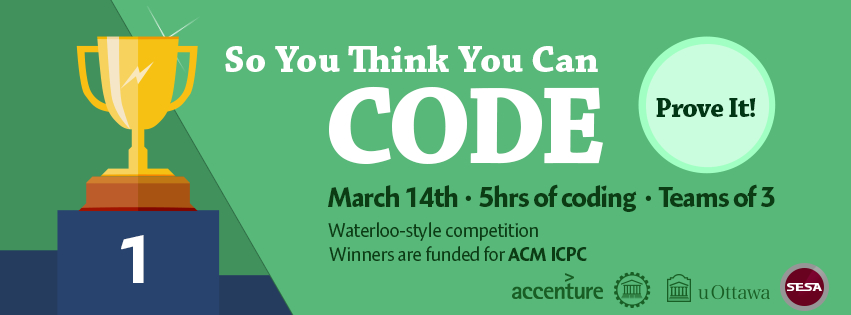 So You Think You Can
CODE
Prove It!
March 14th · 5hrs of coding · Teams of 3
Waterloo-style competition
Winners are funded for ACM ICPC
1
accenture
uOttawa
SESA